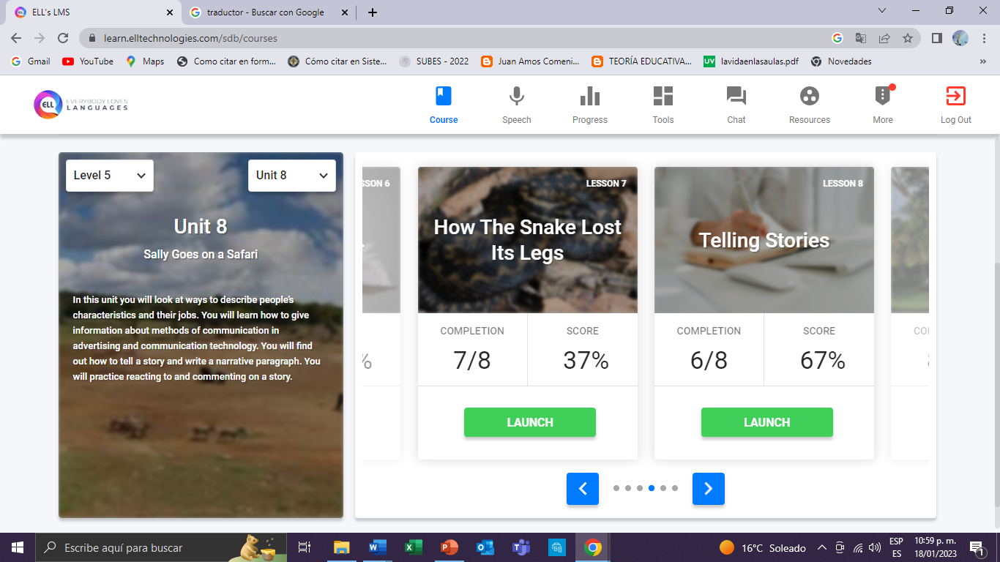 ELL's LMS
traductor - Buscar con Google
learn.elltechnologies.com/sdb/courses
Gmail
YouTube
Maps
Como citar en form...
Cómo citar en Siste...
SUBES - 2022
Juan Amos Comeni...
TEORÍA EDUCATIVA...
UV
lavidaenlasaulas.pdf
Novedades
»
ELL
EVERYBODY LOVES
LANGUAGES
Course
Speech
Progress
Tools
Chat
Resources
More
Log Out
Level 5
Unit 8
Unit 8
Sally Goes on a Safari
In this unit you will look at ways to describe people's
characteristics and their jobs. You will learn how to give
information about methods of communication in
advertising and communication technology. You will find
out how to tell a story and write a narrative paragraph. You
will practice reacting to and commenting on a story.
SSON 6
%
LESSON 7
How The Snake Lost
Its Legs
COMPLETION
SCORE
7/8
37%
LAUNCH
LESSON 8
Telling Stories
COMPLETION
SCORE
6/8
67%
LAUNCH
Escribe aquí para buscar
16°C Soleado
ESP
ES
10:59 p. m.
18/01/2023
1